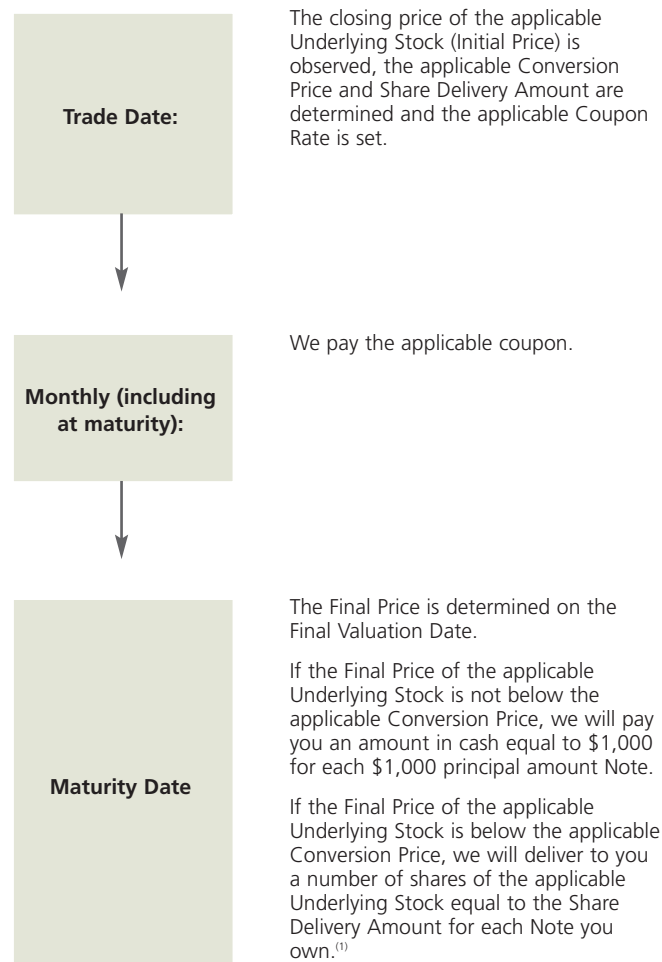 Trade Date:
The closing price of the applicable
Underlying Stock (Initial Price) is
observed, the applicable Conversion
Price and Share Delivery Amount are
determined and the applicable Coupon
Rate is set.
Monthly (including
at maturity):
We pay the applicable coupon.
Maturity Date
The Final Price is determined on the
Final Valuation Date.
If the Final Price of the applicable
Underlying Stock is not below the
applicable Conversion Price, we will pay
you an amount in cash equal to $1,000
for each $1,000 principal amount Note.
If the Final Price of the applicable
Underlying Stock is below the applicable
Conversion Price, we will deliver to you
a number of shares of the applicable
Underlying Stock equal to the Share
Delivery Amount for each Note you
own.(1)